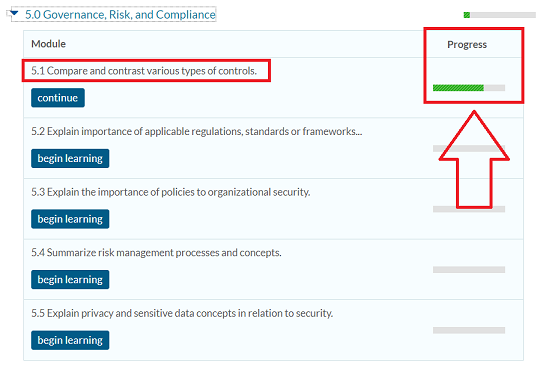 5.0 Governance, Risk, and Compliance
Module Progress
5.1 Compare and contrast various types of controls.
continue
5.2 Explain importance of applicable regulations, standards or frameworks...
begin learning
5.3 Explain the importance of policies to organizational security.
begin learning
5.4 Summarize risk management processes and concepts.
begin learning
5.5 Explain privacy and sensitive data concepts in relation to security.
begin learning